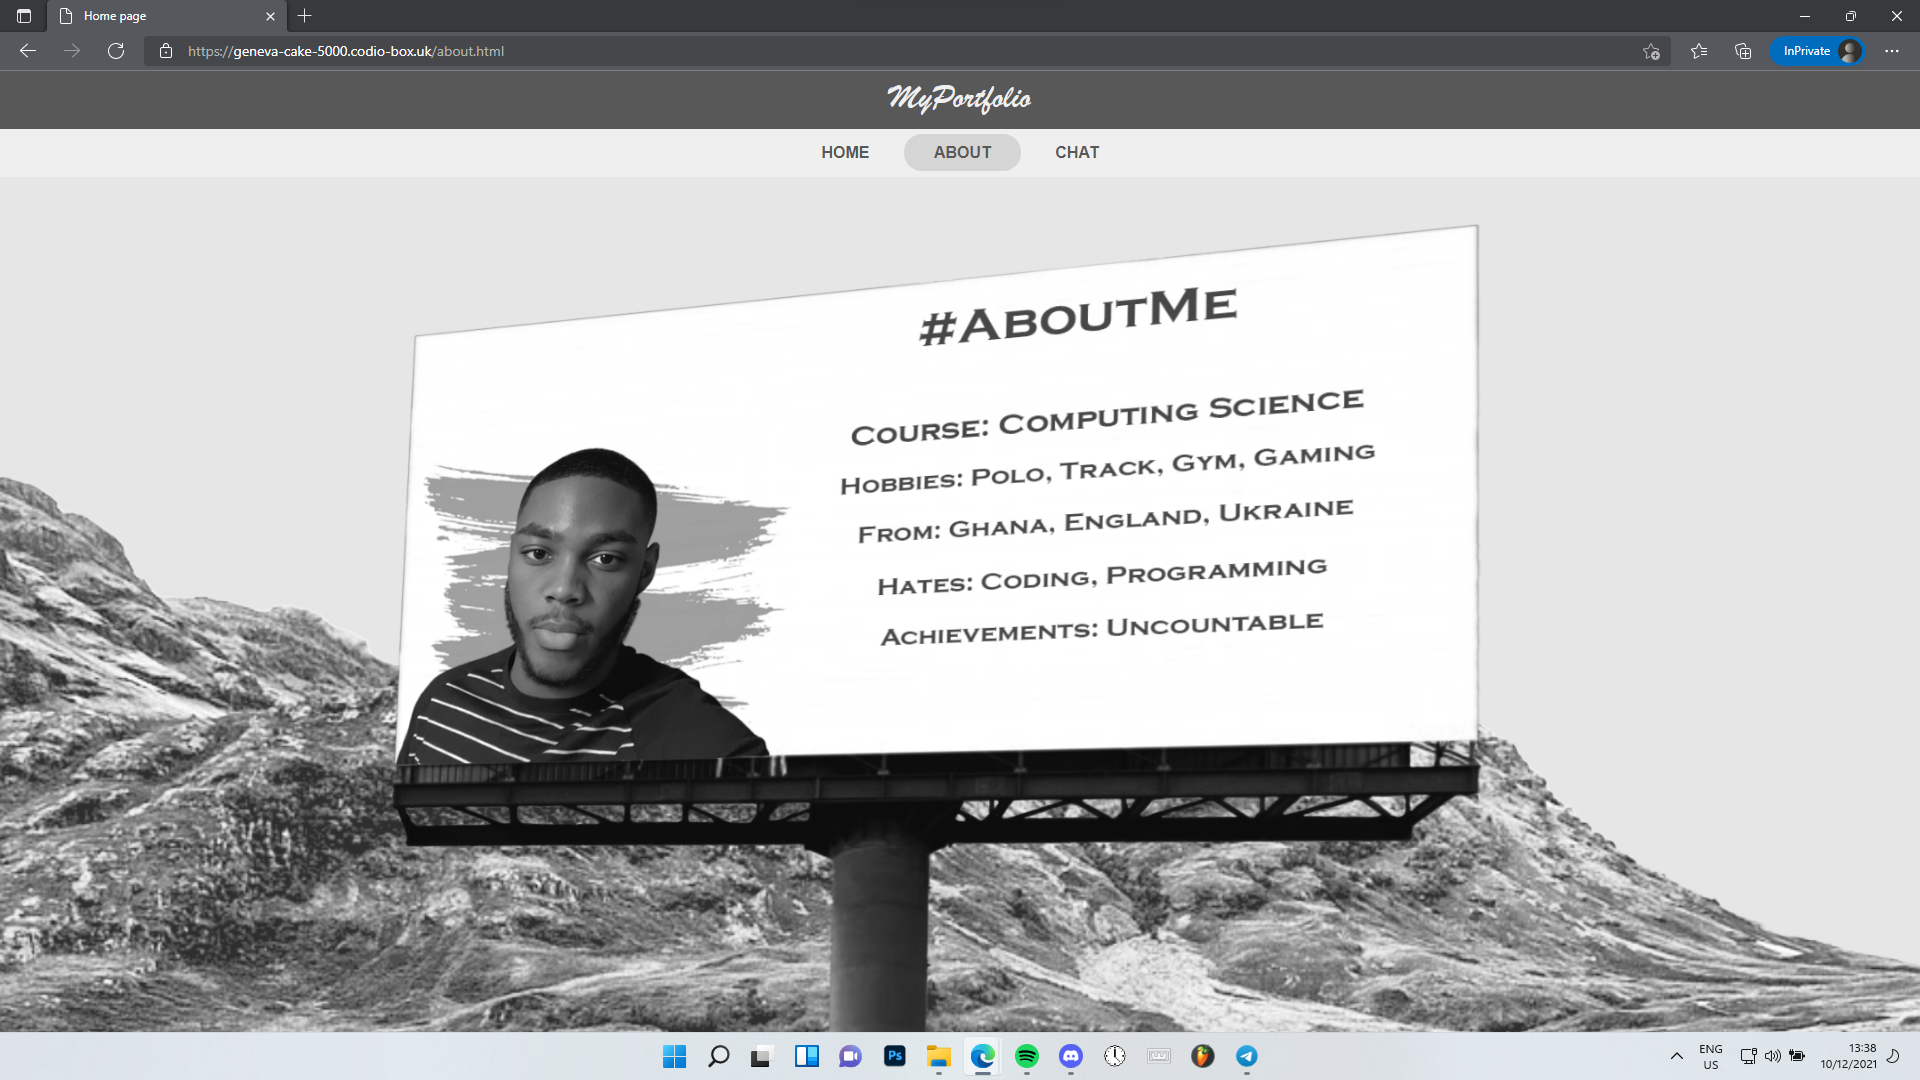 Home page
https://geneva-cake-5000.codio-box.uk/about.html
InPrivate
MyPortfolio
HOME ABOUT CHAT
#AboutMe
Course: Computing Science
Hobbies: Polo, Track, Gym, Gaming
From: Ghana, England, Ukraine
Hates: Coding, Programming
Achievements: Uncountable
Ps
ENG
US
13:38
10/12/2021